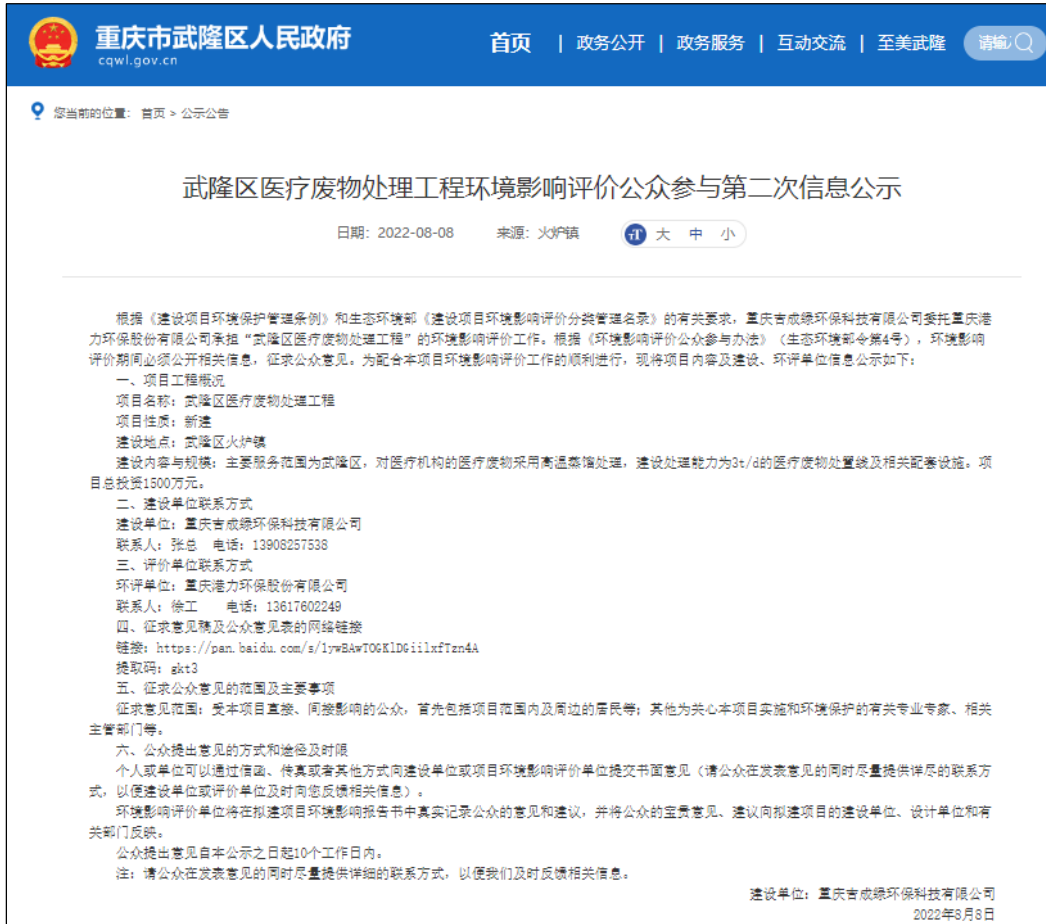 重庆市武隆区人民政府
cqwl.gov.cn
首页 | 政务公开 | 政务服务 | 互动交流 | 至美武隆
请输
您当前的位置： 首页 > 公示公告
武隆区医疗废物处理工程环境影响评价公众参与第二次信息公示
日期：2022-08-08 来源：火炉镇 大 中 小
根据《建设项目环境保护管理条例》和生态环境部《建设项目环境影响评价分类管理名录》的有关要求，重庆吉成绿环保科技有限公司委托重庆港
力环保股份有限公司承担“武隆区医疗废物处理工程”的环境影响评价工作。根据《环境影响评价公众参与办法》（生态环境部令第4号），环境影响
评价期间必须公开相关信息，征求公众意见。为配合本项目环境影响评价工作的顺利进行，现将项目内容及建设、环评单位信息公示如下：
一、项目工程概况
项目名称：武隆区医疗废物处理工程
项目性质：新建
建设地点：武隆区火炉镇
建设内容与规模：主要服务范围为武隆区，对医疗机构的医疗废物采用高温蒸馏处理，建设处理能力为3t/d的医疗废物处置线及相关配套设施。项
目总投资1500万元。
二、建设单位联系方式
建设单位：重庆吉成绿环保科技有限公司
联系人：张总 电话：13908257538
三、评价单位联系方式
环评单位：重庆港力环保股份有限公司
联系人：徐工 电话：13617602249
四、征求意见稿及公众意见表的网络链接
链接：https://pan.baidu.com/s/1ywBAwTOGKlDGiilxfTzn4A
提取码：gkt3
五、征求公众意见的范围及主要事项
征求意见范围：受本项目直接、间接影响的公众，首先包括项目范围内及周边的居民等；其他为关心本项目实施和环境保护的有关专业专家、相关
主管部门等。
六、公众提出意见的方式和途径及时限
个人或单位可以通过信函、传真或者其他方式向建设单位或项目环境影响评价单位提交书面意见（请公众在发表意见的同时尽量提供详尽的联系方
式，以便建设单位或评价单位及时向您反馈相关信息）。
环境影响评价单位将在拟建项目环境影响报告书中真实记录公众的意见和建议，并将公众的宝贵意见、建议向拟建项目的建设单位、设计单位和有
关部门反映。
公众提出意见自本公示之日起10个工作日内。
注：请公众在发表意见的同时尽量提供详细的联系方式，以便我们及时反馈相关信息。
建设单位：重庆吉成绿环保科技有限公司
2022年8月8日